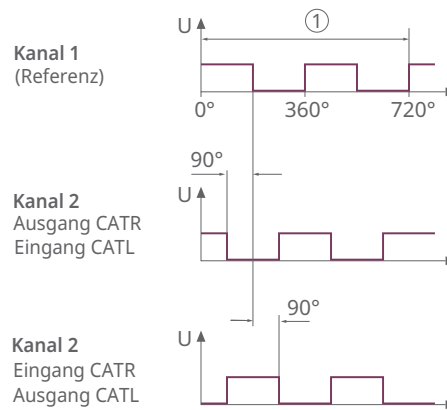 U
①
Kanal 1
(Referenz)
0° 360° 720°
90°
U
Kanal 2
Ausgang CATR
Eingang CATL
90°
U
Kanal 2
Eingang CATR
Ausgang CATL